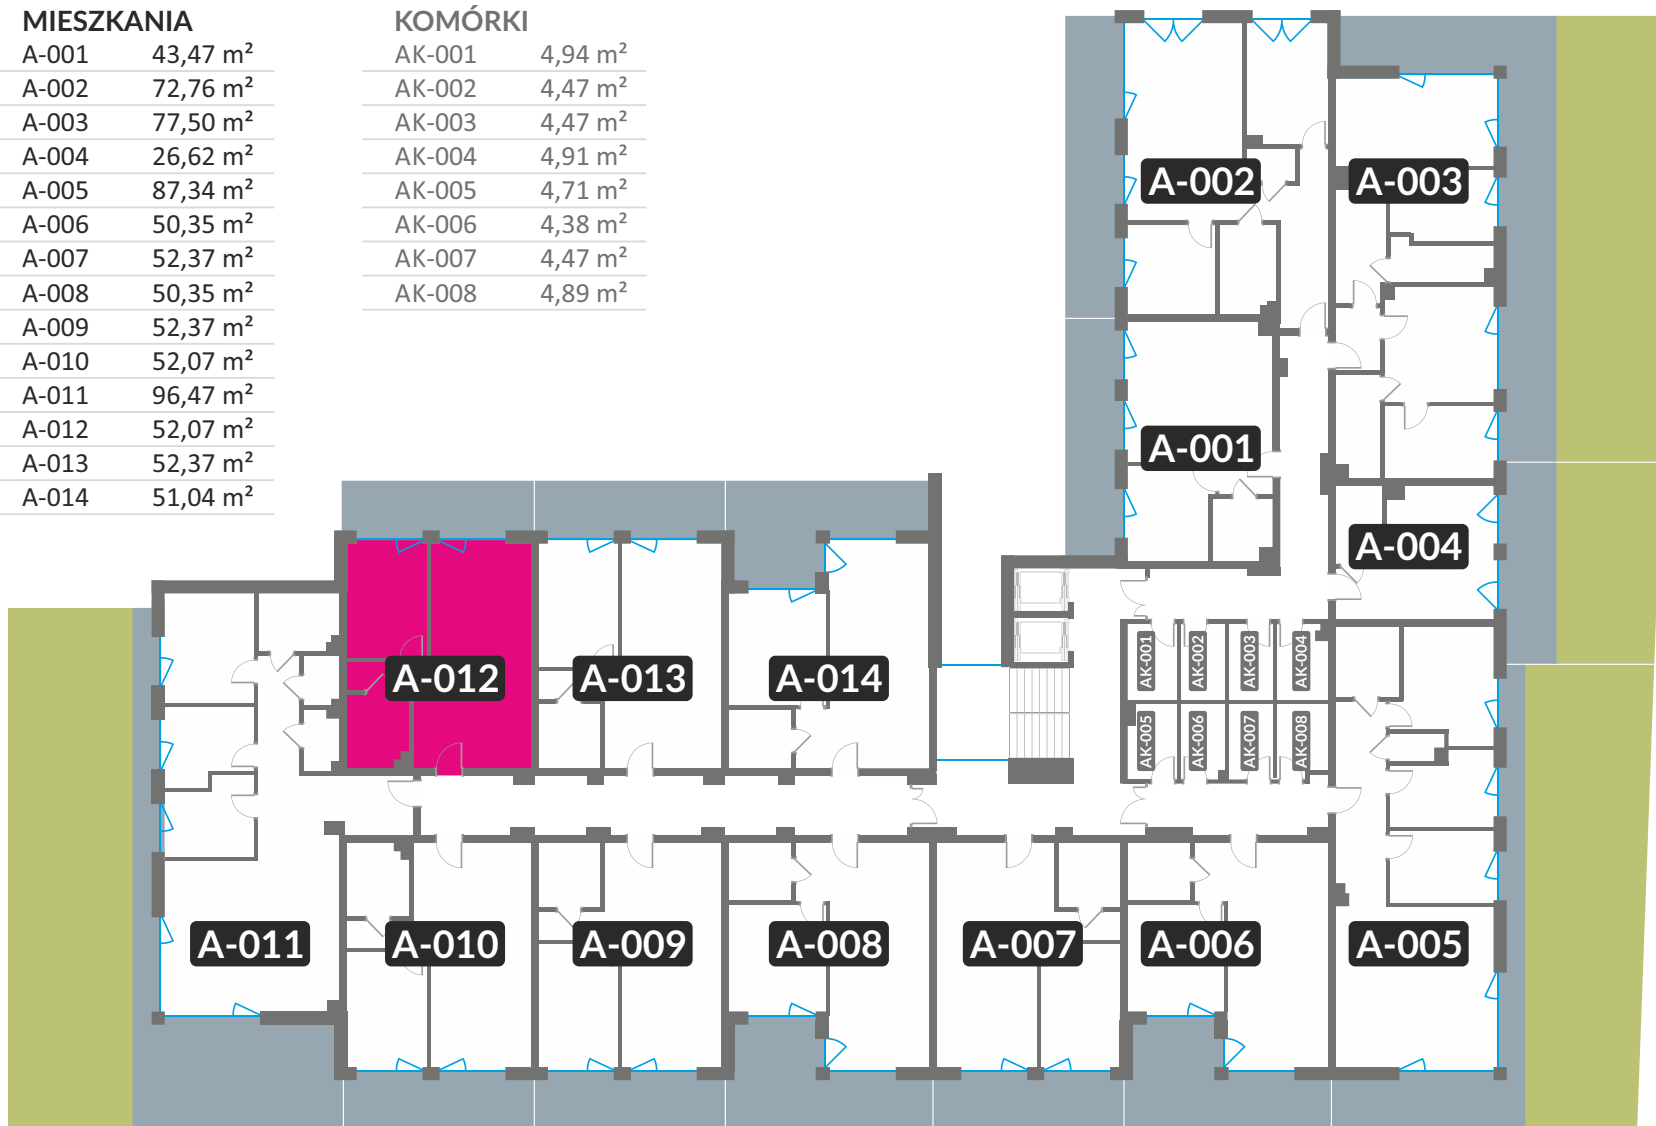 MIESZKANIA
A-001 43,47 m²
A-002 72,76 m²
A-003 77,50 m²
A-004 26,62 m²
A-005 87,34 m²
A-006 50,35 m²
A-007 52,37 m²
A-008 50,35 m²
A-009 52,37 m²
A-010 52,07 m²
A-011 96,47 m²
A-012 52,07 m²
A-013 52,37 m²
A-014 51,04 m²
KOMÓRKI
AK-001 4,94 m²
AK-002 4,47 m²
AK-003 4,47 m²
AK-004 4,91 m²
AK-005 4,71 m²
AK-006 4,38 m²
AK-007 4,47 m²
AK-008 4,89 m²
A-002
A-003
A-001
A-004
A-012
A-013
A-014
AK-001
AK-002
AK-003
AK-004
AK-005
AK-006
AK-007
AK-008
A-011
A-010
A-009
A-008
A-007
A-006
A-005